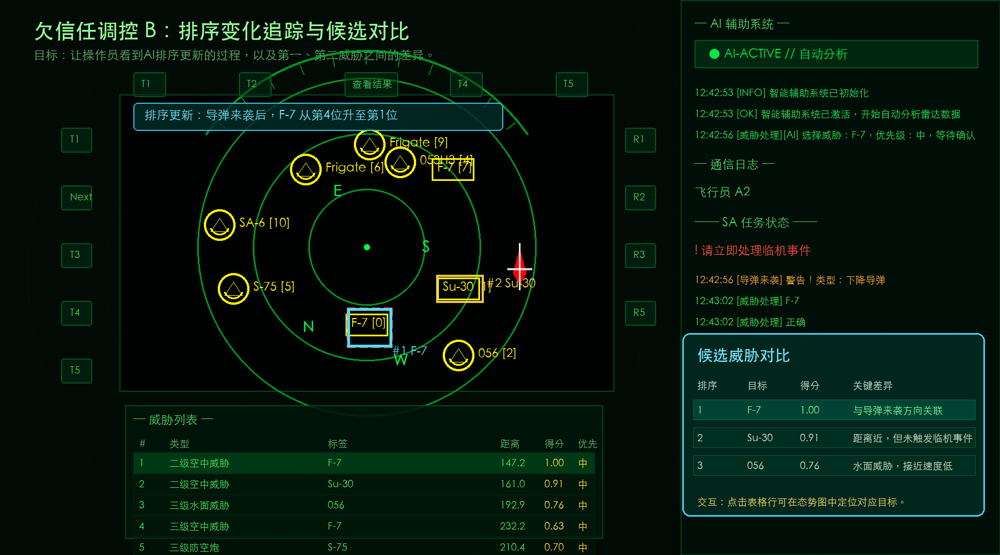 欠信任调控 B：排序变化追踪与候选对比
目标：让操作员看到AI排序更新的过程，以及第一、第二威胁之间的差异。
T1
T2
查看结果
T4
T5
排序更新：导弹来袭后，F-7 从第4位升至第1位
T1
Next
T3
T4
T5
R1
R2
R3
R5
Frigate [9]
Frigate [6]
053H3 [4]
F-7 [7]
E
SA-6 [10]
S
S-75 [5]
Su-30 [1]
#2 Su-30
F-7 [0]
N
#1 F-7
W
056 [2]
— 威胁列表 —
# 类型 标签 距离 得分 优先
1 二级空中威胁 F-7 147.2 1.00 中
2 二级空中威胁 Su-30 161.0 0.91 中
3 三级水面威胁 056 192.9 0.76 中
4 三级空中威胁 F-7 232.2 0.63 中
5 三级防空炮 S-75 210.4 0.70 中
— AI 辅助系统 —
● AI-ACTIVE // 自动分析
12:42:53 [INFO] 智能辅助系统已初始化
12:42:53 [OK] 智能辅助系统已激活，开始自动分析雷达数据
12:42:56 [威胁处理][AI] 选择威胁：F-7，优先级：中，等待确认
— 通信日志 —
飞行员 A2
—— SA 任务状态 ——
! 请立即处理临机事件
12:42:56 [导弹来袭] 警告！类型：下降导弹
12:43:02 [威胁处理] F-7
12:43:02 [威胁处理] 正确
候选威胁对比
排序 目标 得分 关键差异
1 F-7 1.00 与导弹来袭方向关联
2 Su-30 0.91 距离近，但未触发临机事件
3 056 0.76 水面威胁，接近速度低
交互：点击表格行可在态势图中定位对应目标。